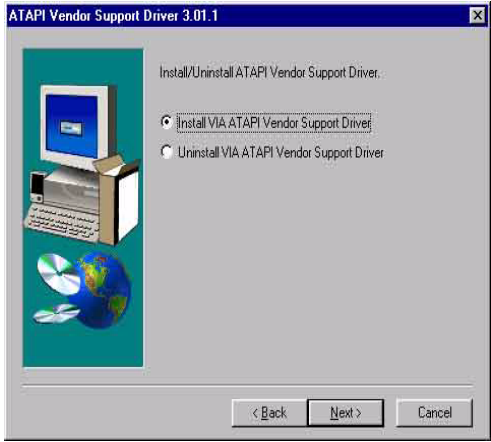 ATAPI Vendor Support Driver 3.01.1
Install/Uninstall ATAPI Vendor Support Driver.
Install VIA ATAPI Vendor Support Driver
Uninstall VIA ATAPI Vendor Support Driver
< Back
Next >
Cancel